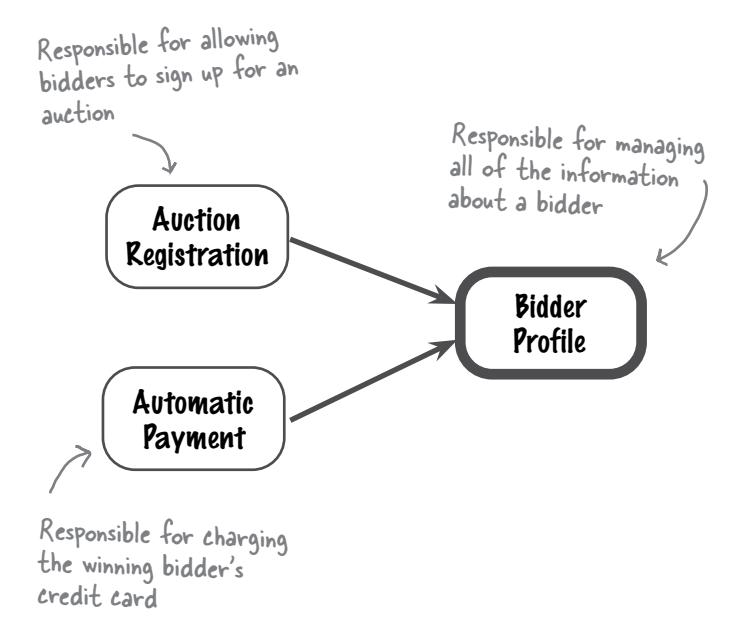 Responsible for allowing
bidders to sign up for an
auction
Responsible for managing
all of the information
about a bidder
Auction
Registration
Bidder
Profile
Automatic
Payment
Responsible for charging
the winning bidder's
credit card